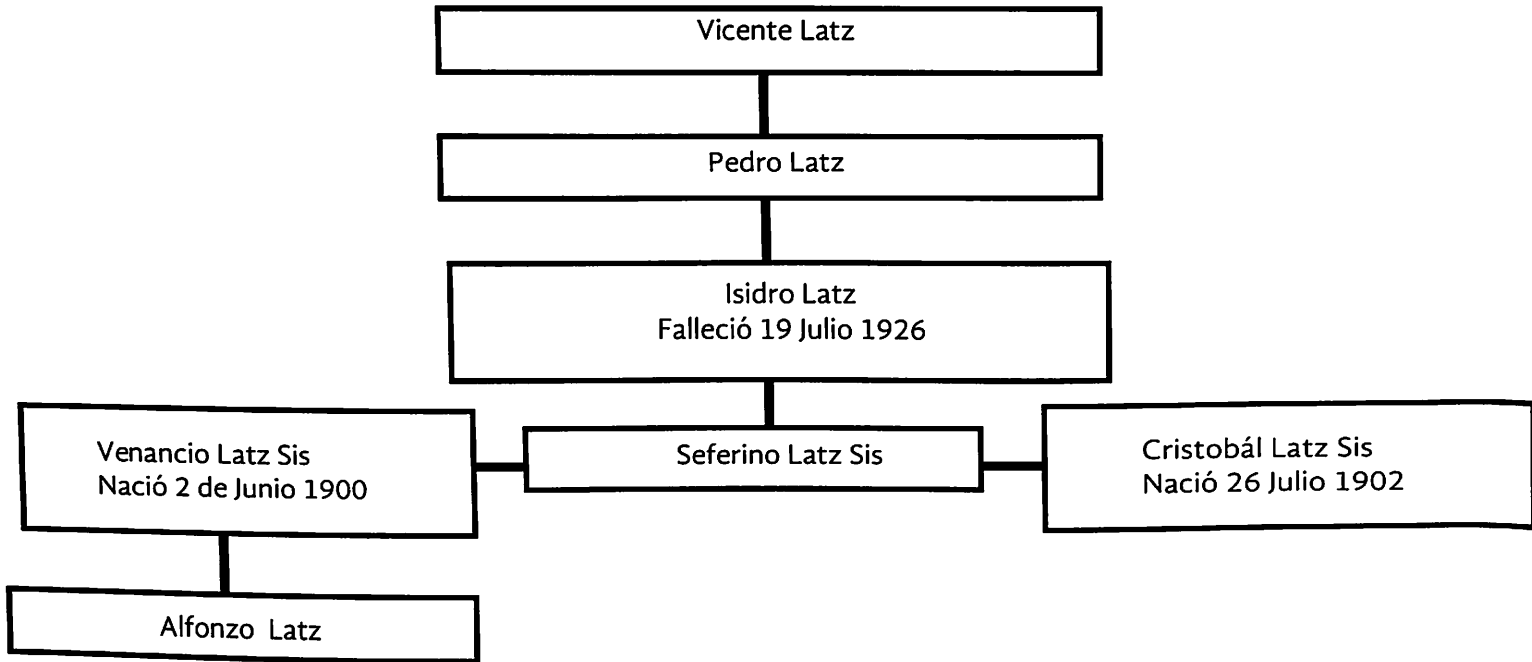 Vicente Latz
Pedro Latz
Isidro Latz
Falleció 19 Julio 1926
Venancio Latz Sis
Nació 2 de Junio 1900
Seferino Latz Sis
Cristobál Latz Sis
Nació 26 Julio 1902
Alfonzo Latz